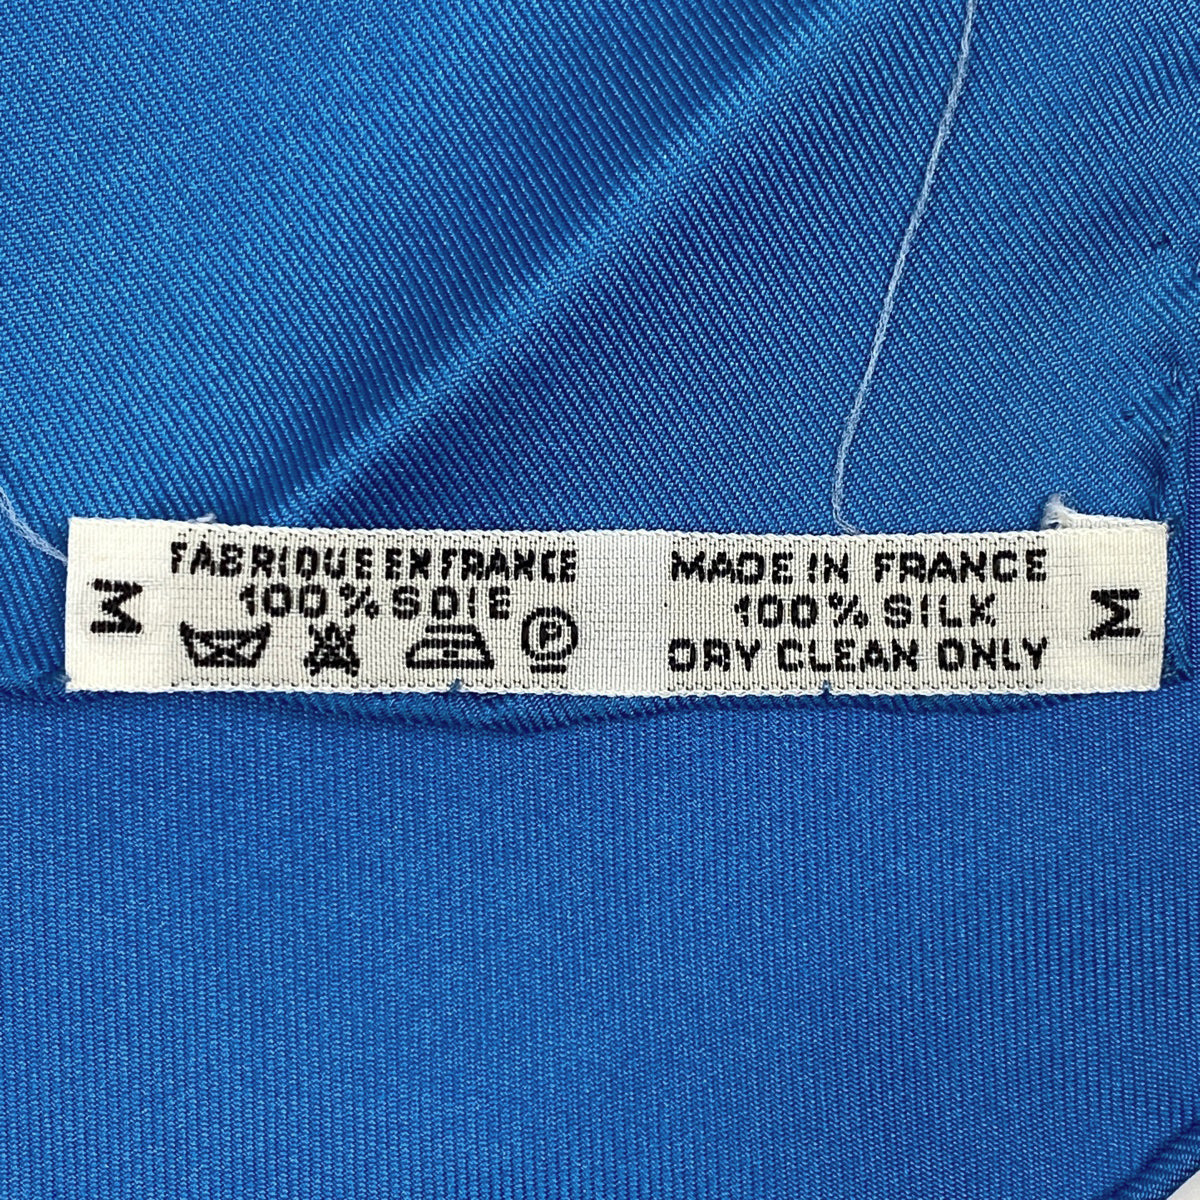 M
FABRIQUE EN FRANCE
100% SOIE
P
MADE IN FRANCE
100% SILK
DRY CLEAN ONLY
M